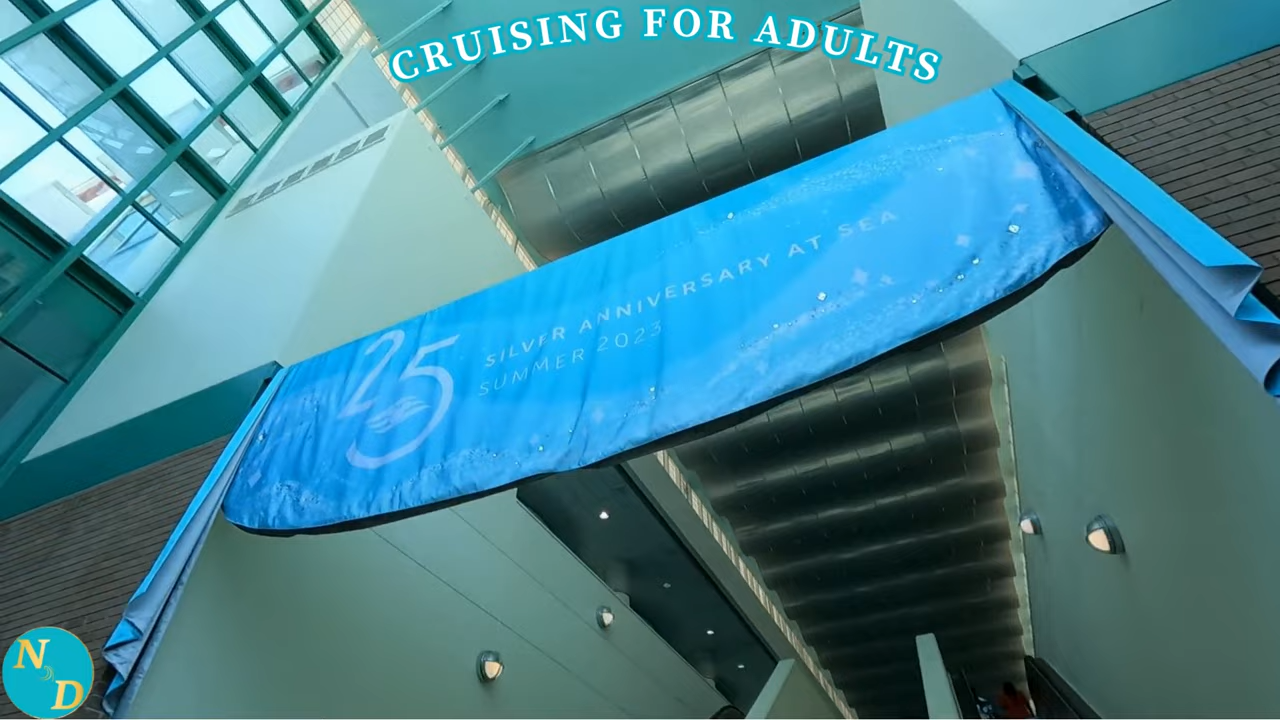 CRUISING FOR ADULTS
25 SILVER ANNIVERSARY AT SEA
SUMMER 2023
N
D